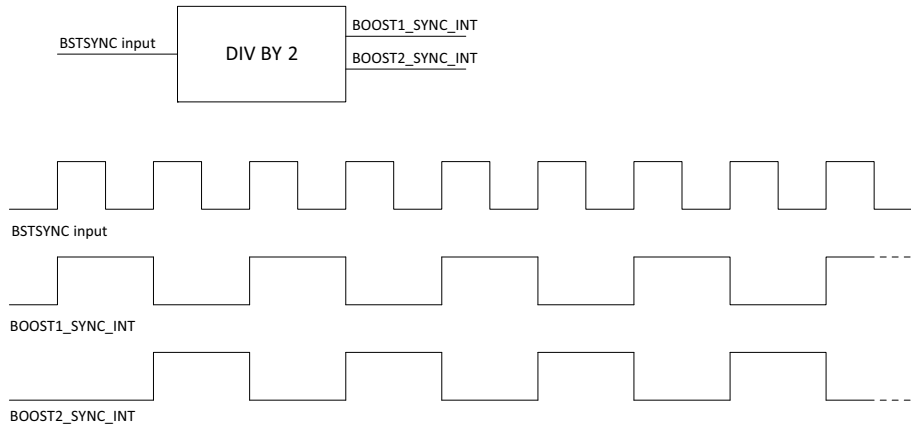 BOOST1_SYNC_INT
BSTSYNC input
DIV BY 2
BOOST2_SYNC_INT
BSTSYNC input
BOOST1_SYNC_INT
BOOST2_SYNC_INT